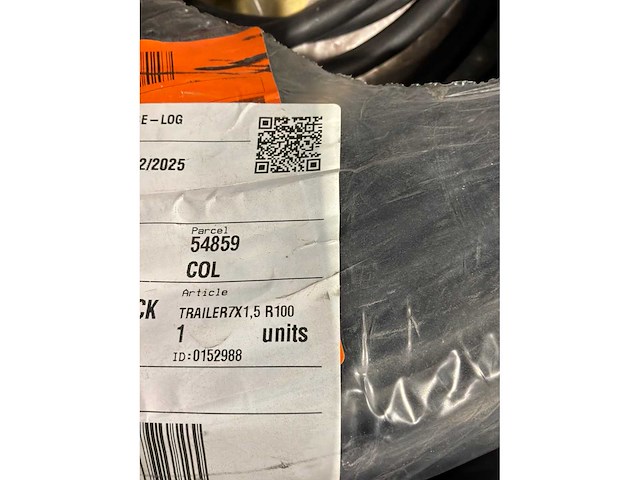 E-LOG
2/2025
Parcel
54859
COL
Article
CK TRAILER7X1,5 R100
1 units
ID:0152988